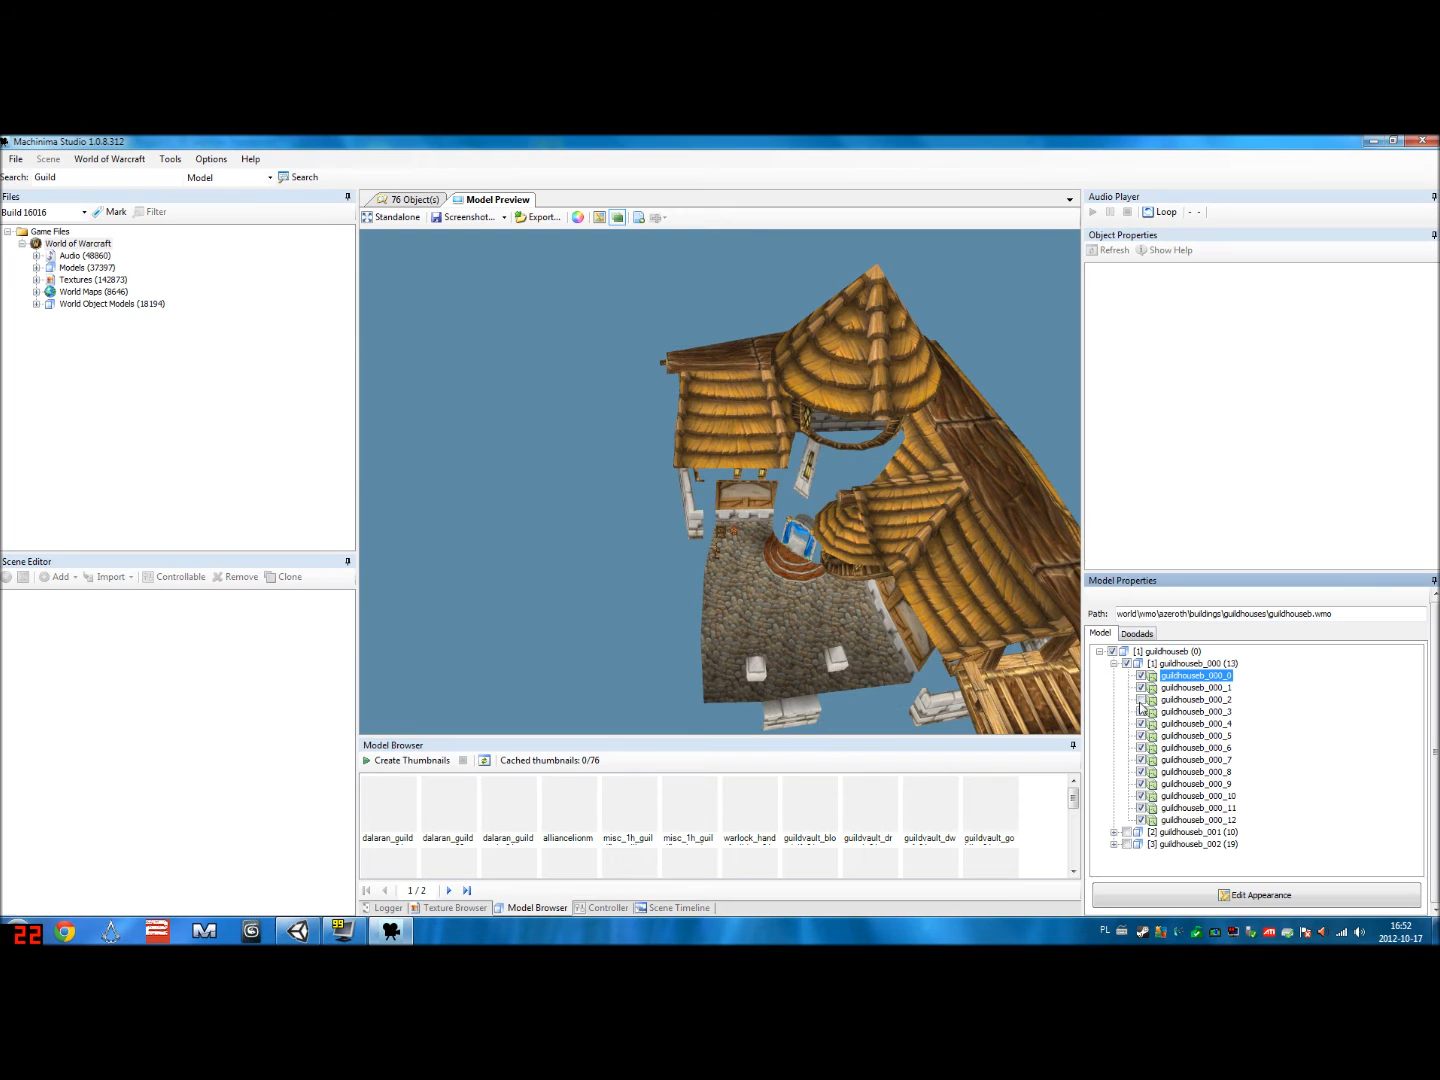 Machinima Studio 1.0.8.312
File Scene World of Warcraft Tools Options Help
Search: Guild Model Search
Files
Build 16016 Mark Filter
Game Files
World of Warcraft
Audio (48860)
Models (37397)
Textures (142873)
World Maps (8646)
World Object Models (18194)
Scene Editor
Add Import Controllable Remove Clone
76 Object(s) Model Preview
Standalone Screenshot... Export...
Model Browser
Create Thumbnails Cached thumbnails: 0/76
dalaran_guild dalaran_guild dalaran_guild alliancelionm misc_1h_guil misc_1h_guil warlock_hand guildvault_blo guildvault_dr guildvault_dw guildvault_go
1 / 2
Logger Texture Browser Model Browser Controller Scene Timeline
Audio Player
Loop - -
Object Properties
Refresh Show Help
Model Properties
Path: world\wmo\azeroth\buildings\guildhouses\guildhouseb.wmo
Model Doodads
[1] guildhouseb (0)
[1] guildhouseb_000 (13)
guildhouseb_000_0
guildhouseb_000_1
guildhouseb_000_2
guildhouseb_000_3
guildhouseb_000_4
guildhouseb_000_5
guildhouseb_000_6
guildhouseb_000_7
guildhouseb_000_8
guildhouseb_000_9
guildhouseb_000_10
guildhouseb_000_11
guildhouseb_000_12
[2] guildhouseb_001 (10)
[3] guildhouseb_002 (19)
Edit Appearance
22
99
PL
16:52
2012-10-17